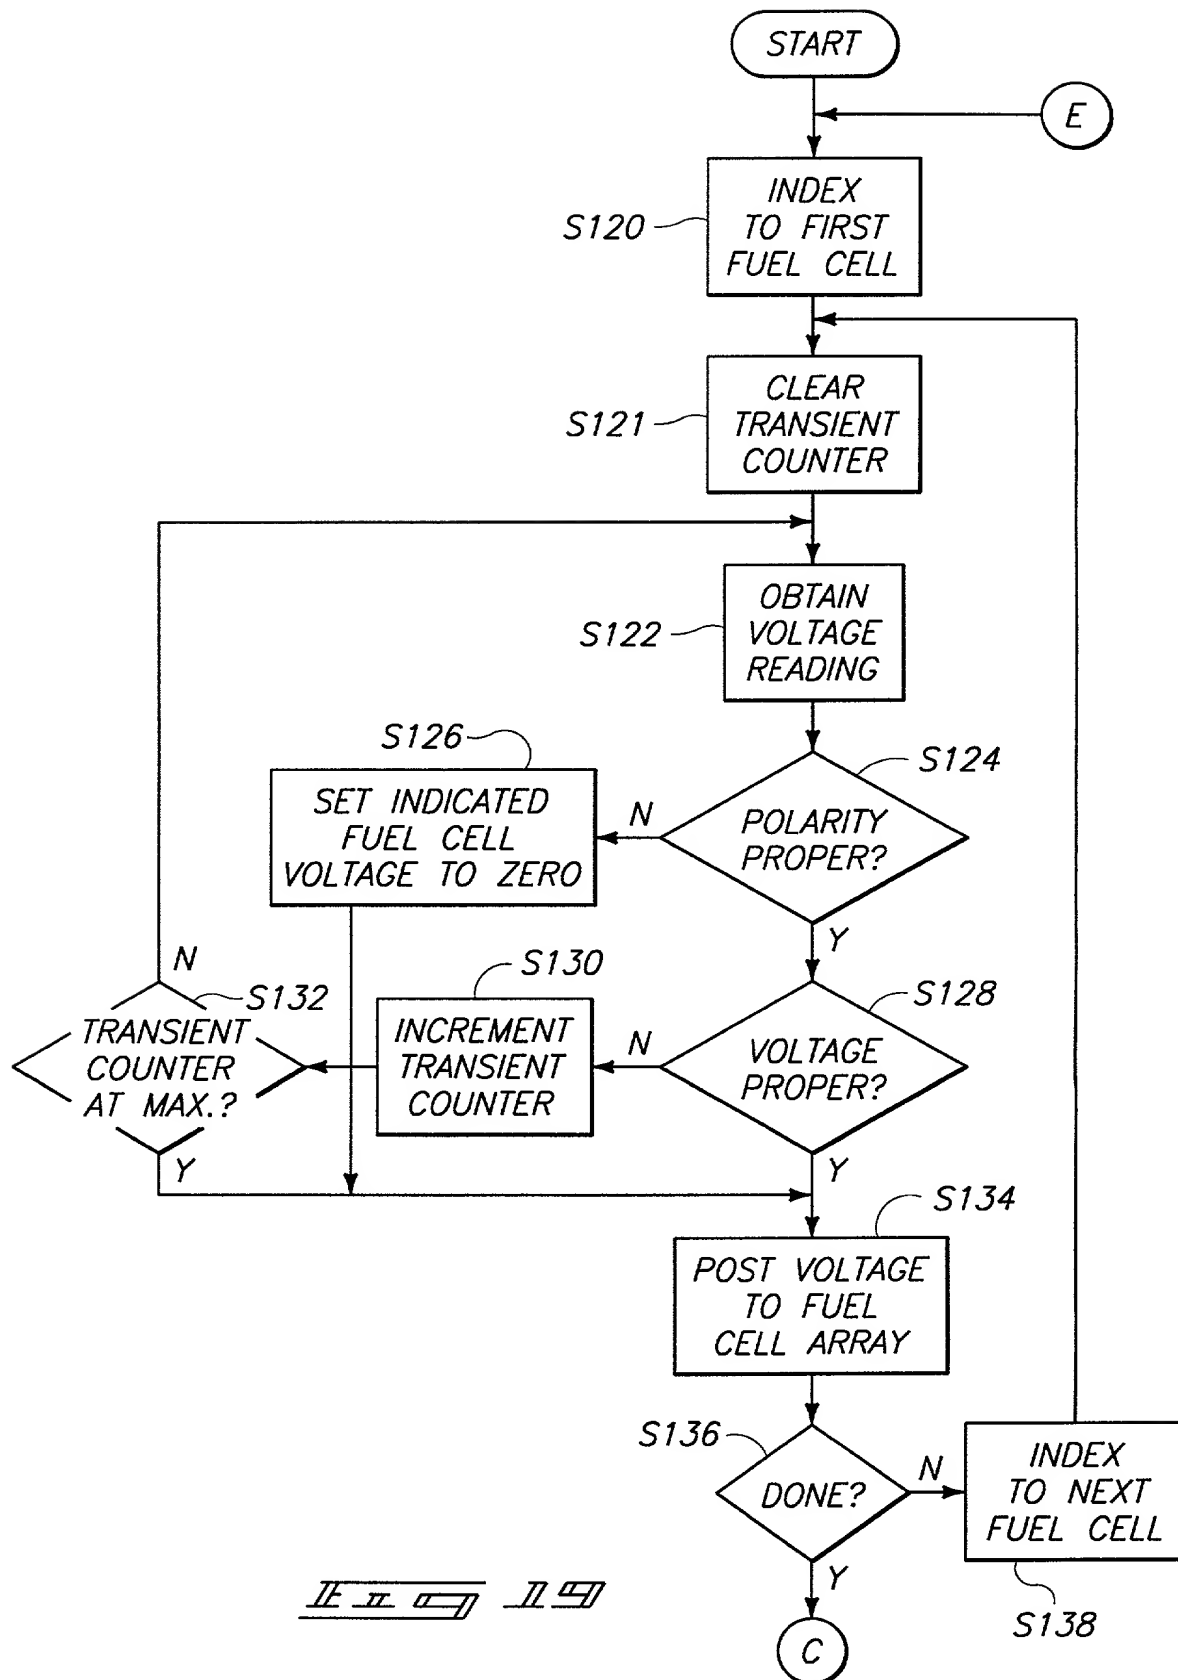 START
E
INDEX
TO FIRST
FUEL CELL
S120
CLEAR
TRANSIENT
COUNTER
S121
OBTAIN
VOLTAGE
READING
S122
S126
SET INDICATED
FUEL CELL
VOLTAGE TO ZERO
N
S124
POLARITY
PROPER?
Y
N
S132
TRANSIENT
COUNTER
AT MAX.?
Y
S130
INCREMENT
TRANSIENT
COUNTER
N
S128
VOLTAGE
PROPER?
Y
S134
POST VOLTAGE
TO FUEL
CELL ARRAY
S136
DONE?
N
INDEX
TO NEXT
FUEL CELL
S138
Y
C
FIG 19